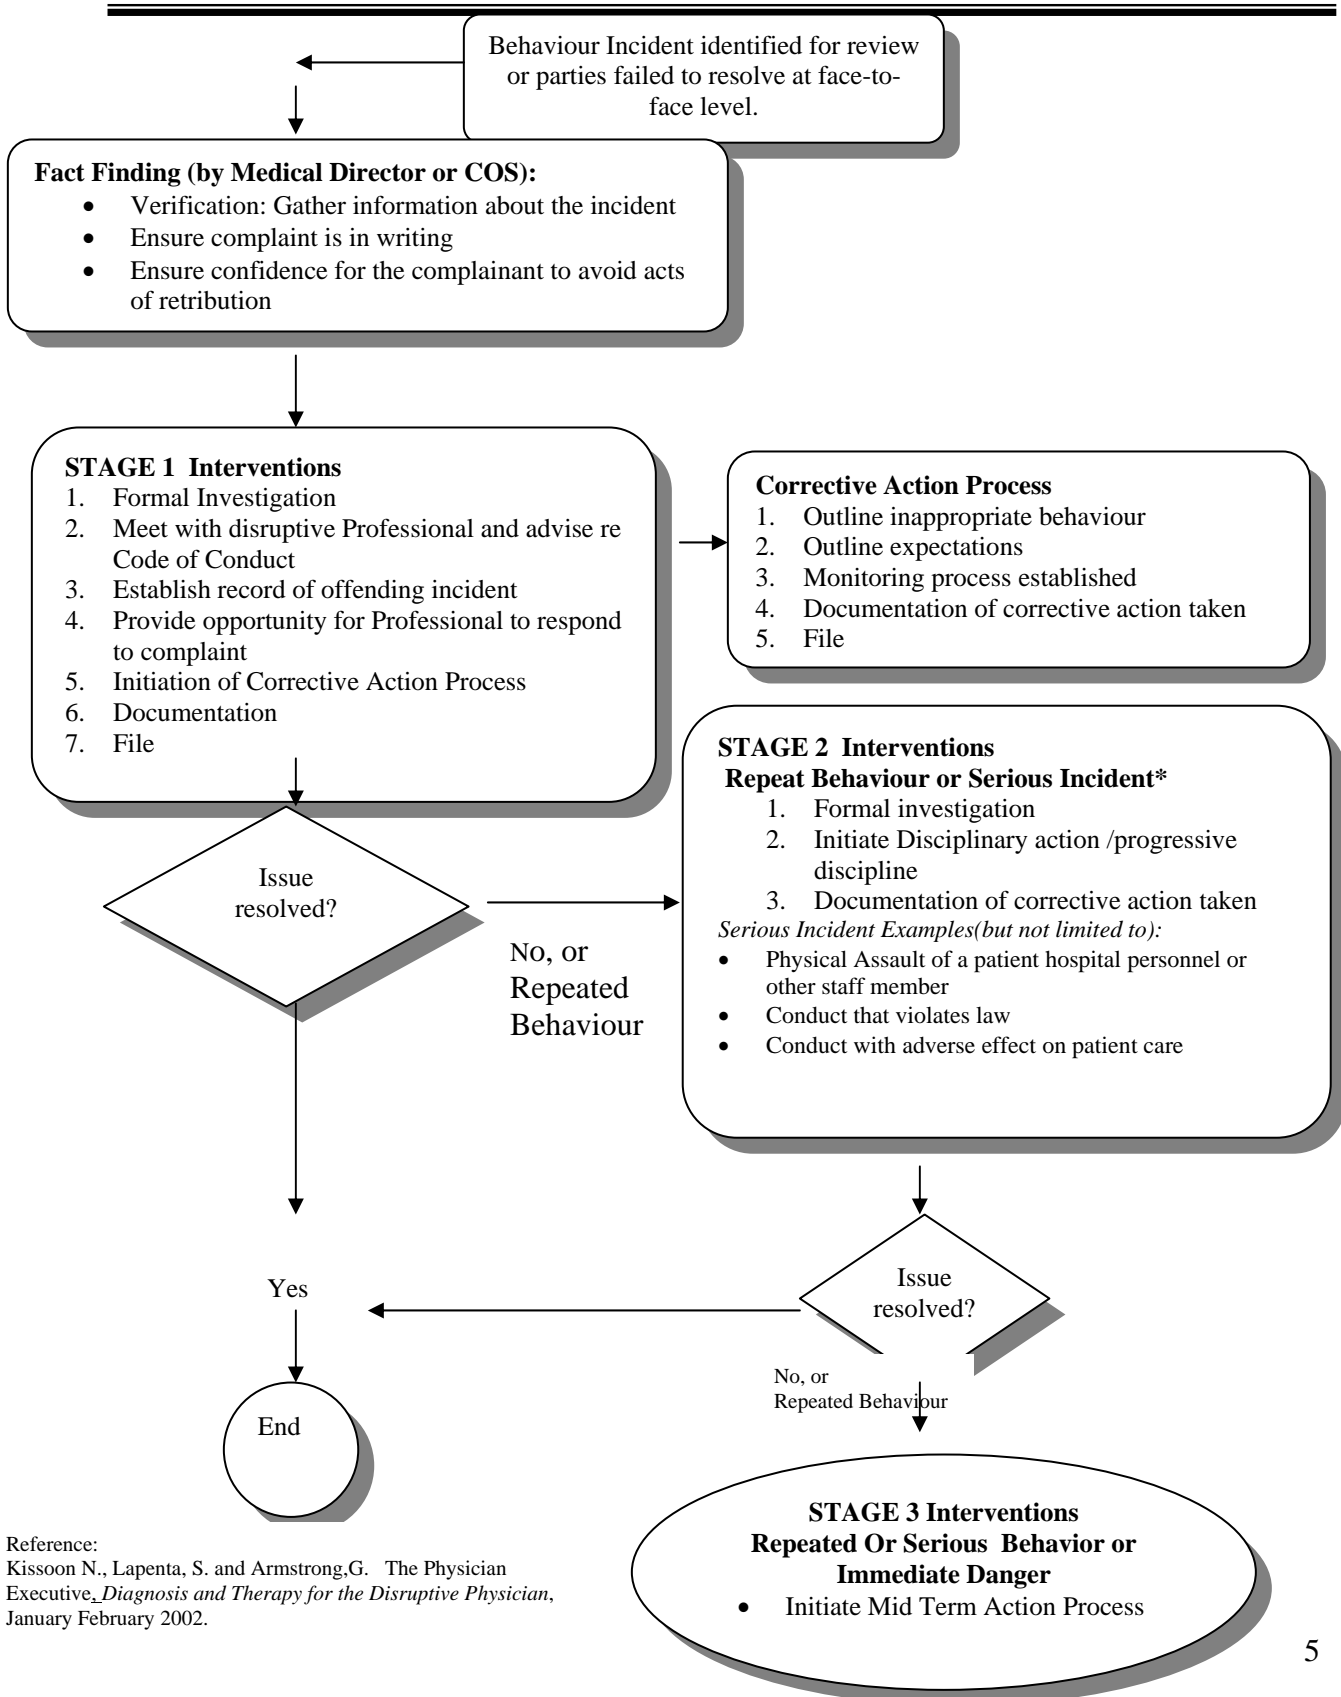 Behaviour Incident identified for review
or parties failed to resolve at face-to-
face level.
Fact Finding (by Medical Director or COS):
• Verification: Gather information about the incident
• Ensure complaint is in writing
• Ensure confidence for the complainant to avoid acts
of retribution
STAGE 1 Interventions
1. Formal Investigation
2. Meet with disruptive Professional and advise re
Code of Conduct
3. Establish record of offending incident
4. Provide opportunity for Professional to respond
to complaint
5. Initiation of Corrective Action Process
6. Documentation
7. File
Corrective Action Process
1. Outline inappropriate behaviour
2. Outline expectations
3. Monitoring process established
4. Documentation of corrective action taken
5. File
Issue
resolved?
No, or
Repeated
Behaviour
STAGE 2 Interventions
Repeat Behaviour or Serious Incident*
1. Formal investigation
2. Initiate Disciplinary action /progressive
discipline
3. Documentation of corrective action taken
Serious Incident Examples(but not limited to):
• Physical Assault of a patient hospital personnel or
other staff member
• Conduct that violates law
• Conduct with adverse effect on patient care
Issue
resolved?
Yes
No, or
Repeated Behaviour
End
STAGE 3 Interventions
Repeated Or Serious Behavior or
Immediate Danger
• Initiate Mid Term Action Process
Reference:
Kissoon N., Lapenta, S. and Armstrong,G. The Physician
Executive, Diagnosis and Therapy for the Disruptive Physician,
January February 2002.
5